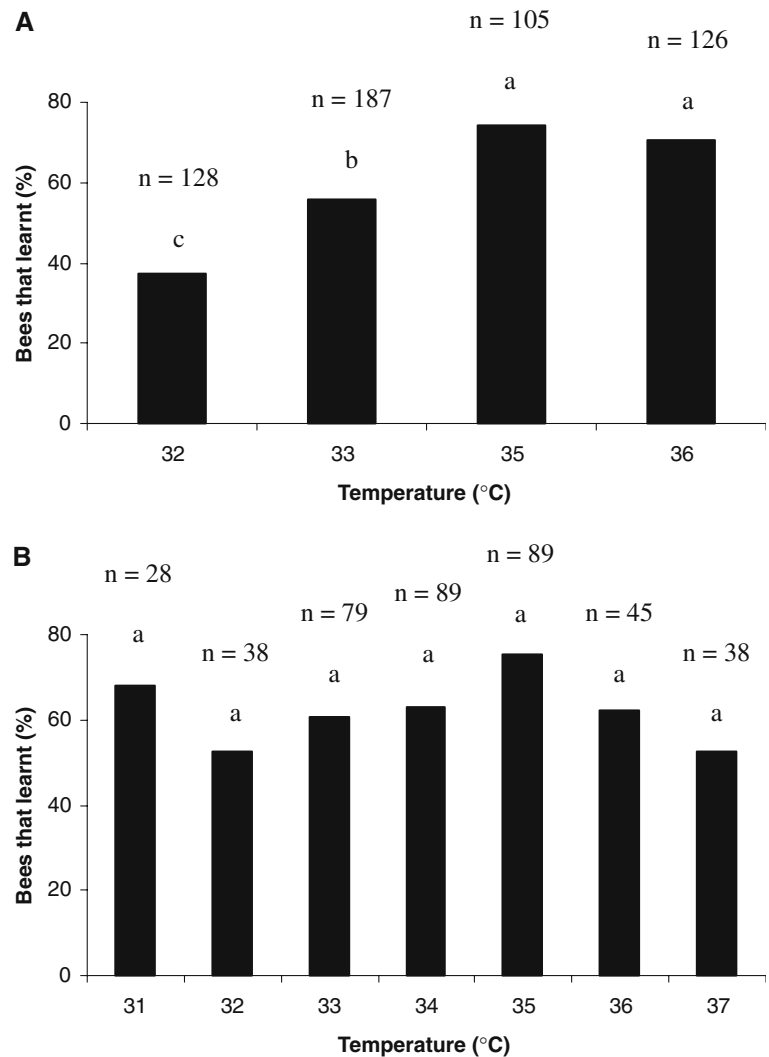 A
n = 105
n = 126
n = 187
n = 128
a
a
b
c
80
60
40
20
0
Bees that learnt (%)
32 33 35 36
Temperature (°C)
B
n = 28
n = 38
n = 79
n = 89
n = 89
n = 45
n = 38
a
a
a
a
a
a
a
80
60
40
20
0
Bees that learnt (%)
31 32 33 34 35 36 37
Temperature (°C)